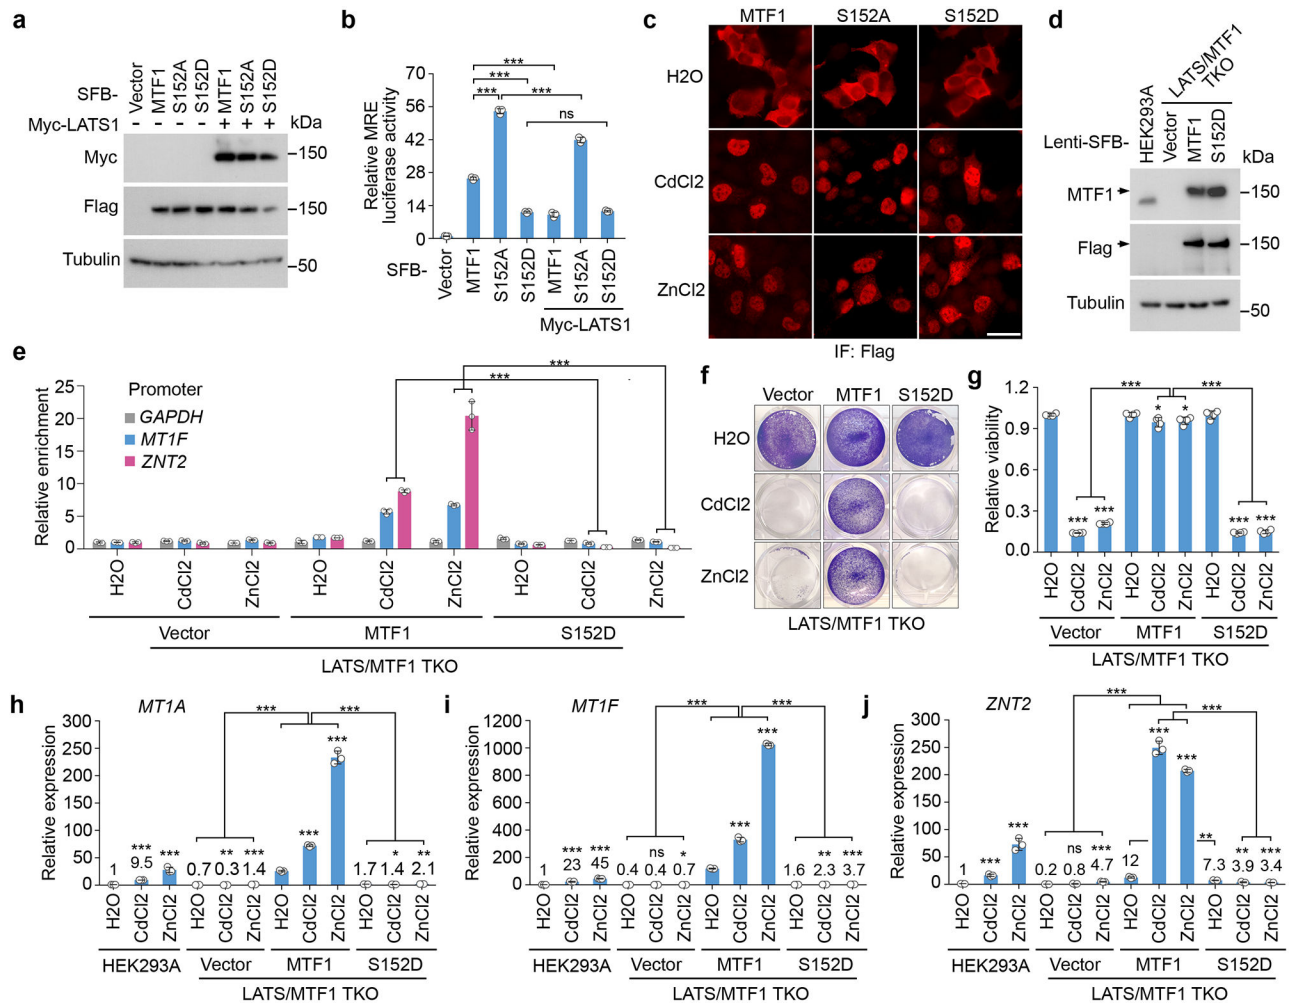 a
SFB-
Vector
MTF1
S152A
S152D
MTF1
S152A
S152D
Myc-LATS1 - - - - + + + kDa
Myc
150
Flag
150
Tubulin
50
b
Relative MRE
luciferase activity
70
56
42
28
14
0
***
***
*** ***
ns
SFB-
Vector
MTF1
S152A
S152D
MTF1
S152A
S152D
Myc-LATS1
c
MTF1 S152A S152D
H2O
CdCl2
ZnCl2
IF: Flag
d
LATS/MTF1
TKO
Lenti-SFB-
HEK293A
Vector
MTF1
S152D
kDa
MTF1
150
Flag
150
Tubulin
50
e
Relative enrichment
25
20
15
10
5
0
Promoter
GAPDH
MT1F
ZNT2
***
***
H2O CdCl2 ZnCl2 H2O CdCl2 ZnCl2 H2O CdCl2 ZnCl2
Vector MTF1 S152D
LATS/MTF1 TKO
f
Vector MTF1 S152D
H2O
CdCl2
ZnCl2
LATS/MTF1 TKO
g
Relative viability
1.2
0.9
0.6
0.3
0.0
*** ***
* *
*** *** *** ***
H2O CdCl2 ZnCl2 H2O CdCl2 ZnCl2 H2O CdCl2 ZnCl2
Vector MTF1 S152D
LATS/MTF1 TKO
h
MT1A
Relative expression
300
250
200
150
100
50
0
*** ***
***
***
*** *** ** *** * **
1 9.5 0.7 0.3 1.4 1.7 1.4 2.1
H2O CdCl2 ZnCl2 H2O CdCl2 ZnCl2 H2O CdCl2 ZnCl2 H2O CdCl2 ZnCl2
HEK293A Vector MTF1 S152D
LATS/MTF1 TKO
i
MT1F
Relative expression
1200
1000
800
600
400
200
0
*** ***
***
***
*** *** ns * ** ***
1 23 45 0.4 0.4 0.7 1.6 2.3 3.7
H2O CdCl2 ZnCl2 H2O CdCl2 ZnCl2 H2O CdCl2 ZnCl2 H2O CdCl2 ZnCl2
HEK293A Vector MTF1 S152D
LATS/MTF1 TKO
j
ZNT2
Relative expression
300
250
200
150
100
50
0
***
***
***
***
*** *** ns *** ** ** ***
1 0.2 0.8 4.7 12 7.3 3.9 3.4
H2O CdCl2 ZnCl2 H2O CdCl2 ZnCl2 H2O CdCl2 ZnCl2 H2O CdCl2 ZnCl2
HEK293A Vector MTF1 S152D
LATS/MTF1 TKO